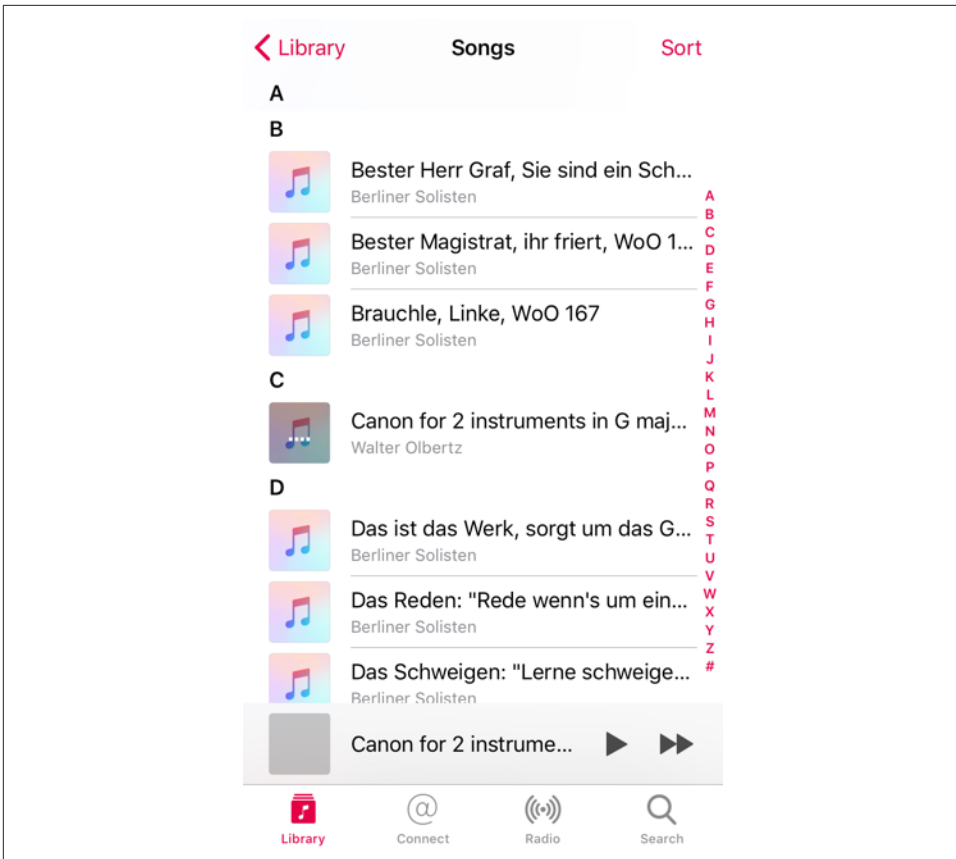 Library
Songs
Sort
A
B
Bester Herr Graf, Sie sind ein Sch...
Berliner Solisten
Bester Magistrat, ihr friert, WoO 1...
Berliner Solisten
Brauchle, Linke, WoO 167
Berliner Solisten
C
Canon for 2 instruments in G maj...
Walter Olbertz
D
Das ist das Werk, sorgt um das G...
Berliner Solisten
Das Reden: "Rede wenn's um ein...
Berliner Solisten
Das Schweigen: "Lerne schweige...
Berliner Solisten
A
B
C
D
E
F
G
H
I
J
K
L
M
N
O
P
Q
R
S
T
U
V
W
X
Y
Z
#
Canon for 2 instrume...
Library
@
Connect
Radio
Search